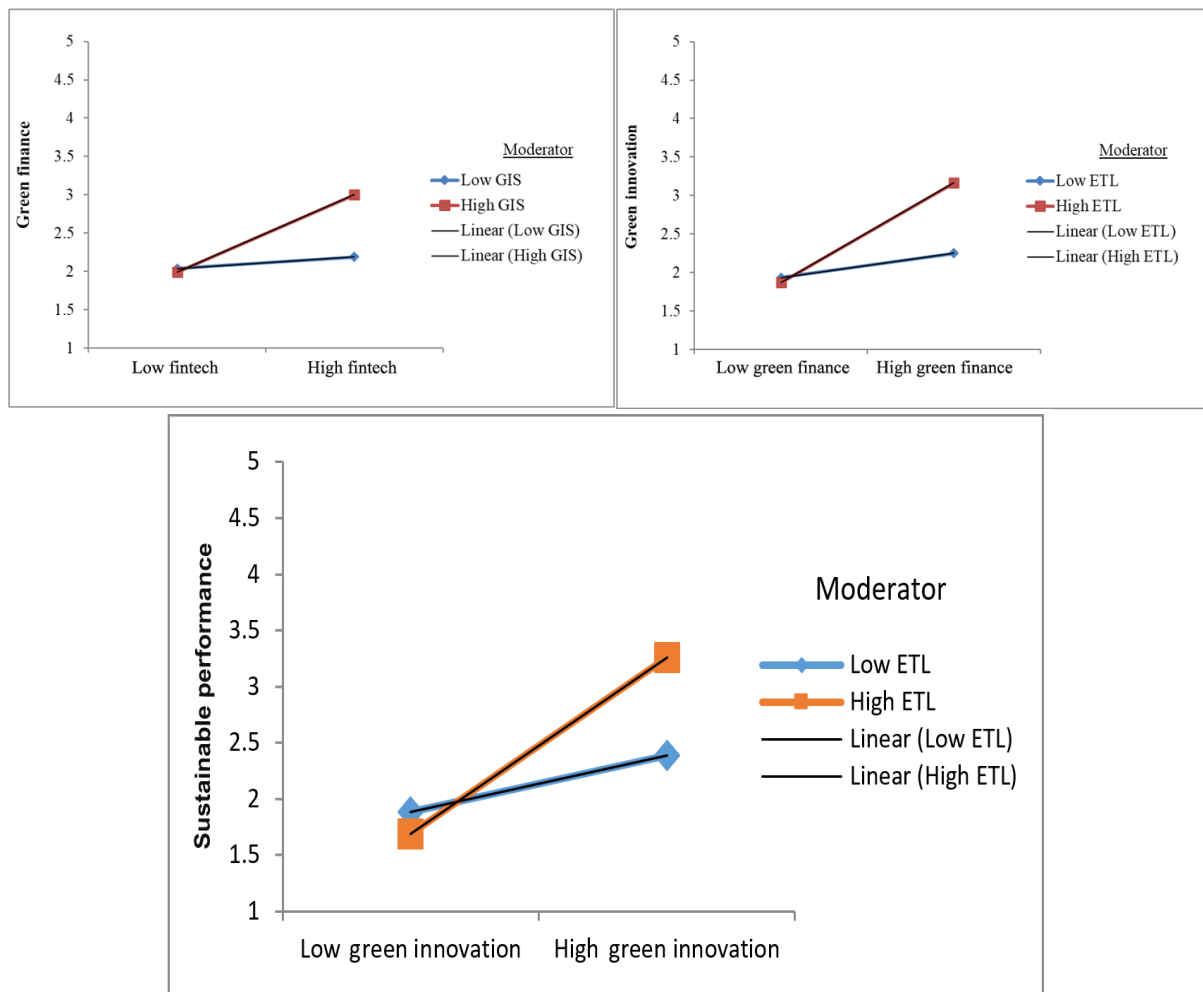 Green finance
5
4.5
4
3.5
3
2.5
2
1.5
1
Low fintech
High fintech
Moderator
Low GIS
High GIS
Linear (Low GIS)
Linear (High GIS)
Green innovation
5
4.5
4
3.5
3
2.5
2
1.5
1
Low green finance
High green finance
Moderator
Low ETL
High ETL
Linear (Low ETL)
Linear (High ETL)
Sustainable performance
5
4.5
4
3.5
3
2.5
2
1.5
1
Low green innovation
High green innovation
Moderator
Low ETL
High ETL
Linear (Low ETL)
Linear (High ETL)